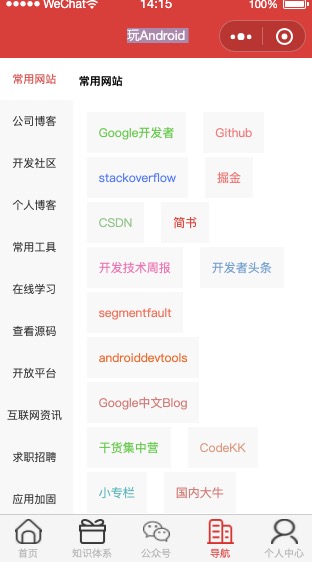 WeChat
14:15
100%
玩Android
常用网站
公司博客
开发社区
个人博客
常用工具
在线学习
查看源码
开放平台
互联网资讯
求职招聘
应用加固
常用网站
Google开发者
Github
stackoverflow
掘金
CSDN
简书
开发技术周报
开发者头条
segmentfault
androiddevtools
Google中文Blog
干货集中营
CodeKK
小专栏
国内大牛
首页
知识体系
公众号
导航
个人中心